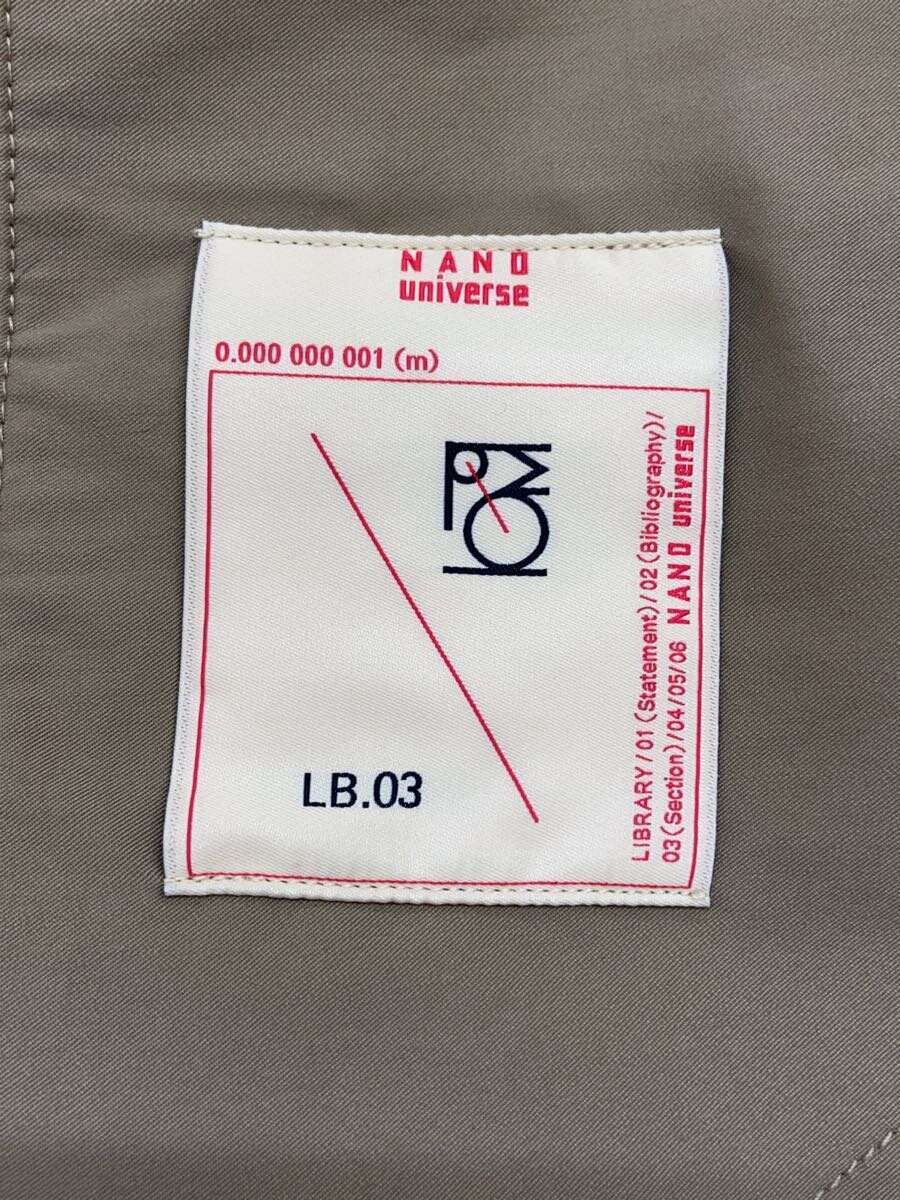 NANO
universe
0.000 000 001 (m)
LB.03
LIBRARY/01(Statement)/02(Bibliography)/
03(Section)/04/05/06 NANO universe